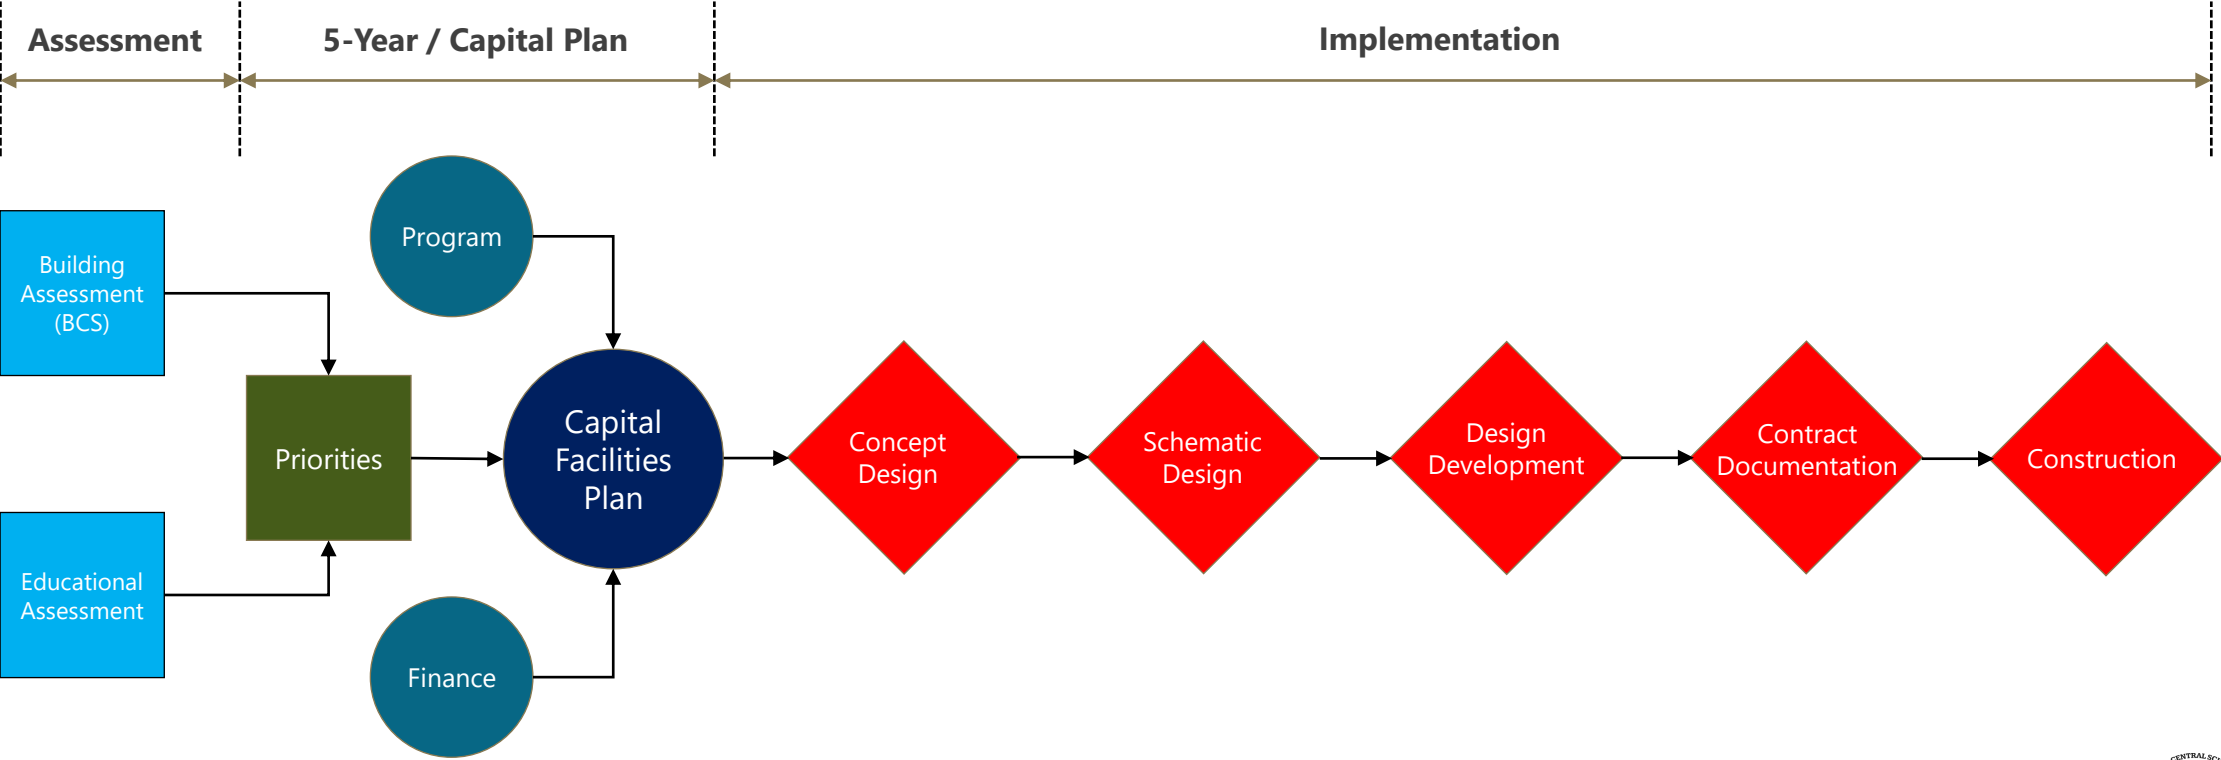 Assessment
5-Year / Capital Plan
Implementation
Program
Building
Assessment
(BCS)
Priorities
Capital
Facilities
Plan
Concept
Design
Schematic
Design
Design
Development
Contract
Documentation
Construction
Educational
Assessment
Finance
CENTRAL